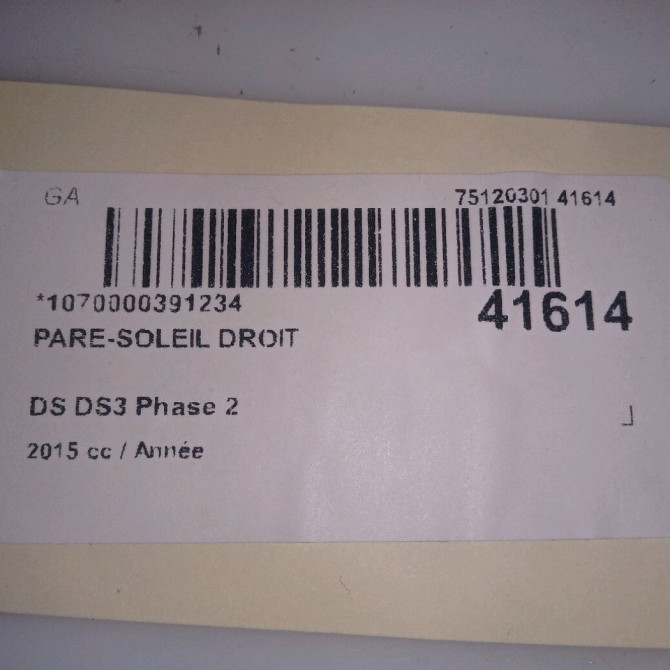 GA 75120301 41614
*1070000391234 41614
PARE-SOLEIL DROIT
DS DS3 Phase 2
2015 cc / Année